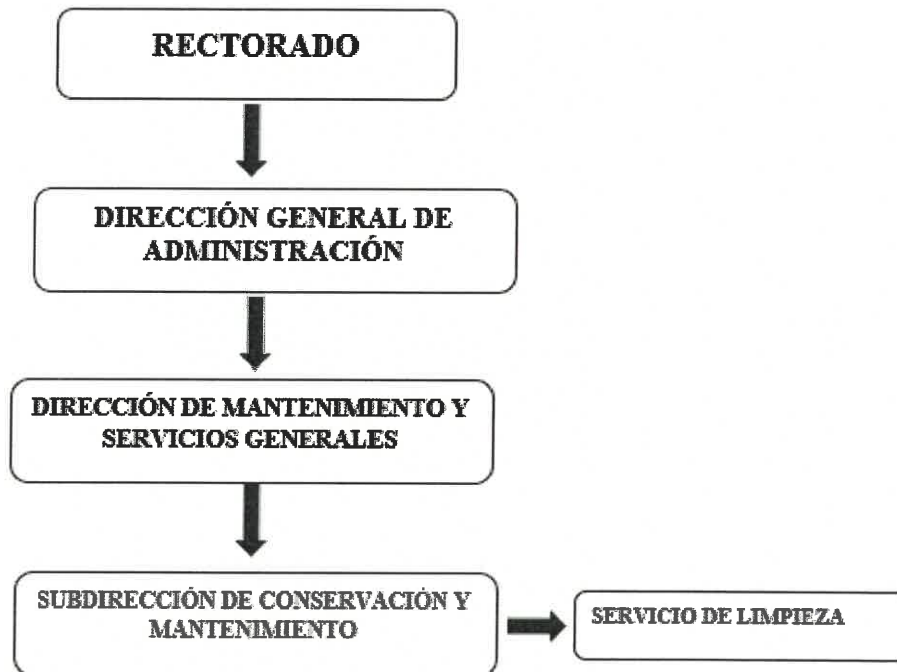 RECTORADO
DIRECCIÓN GENERAL DE
ADMINISTRACIÓN
DIRECCIÓN DE MANTENIMIENTO Y
SERVICIOS GENERALES
SUBDIRECCIÓN DE CONSERVACIÓN Y
MANTENIMIENTO
SERVICIO DE LIMPIEZA